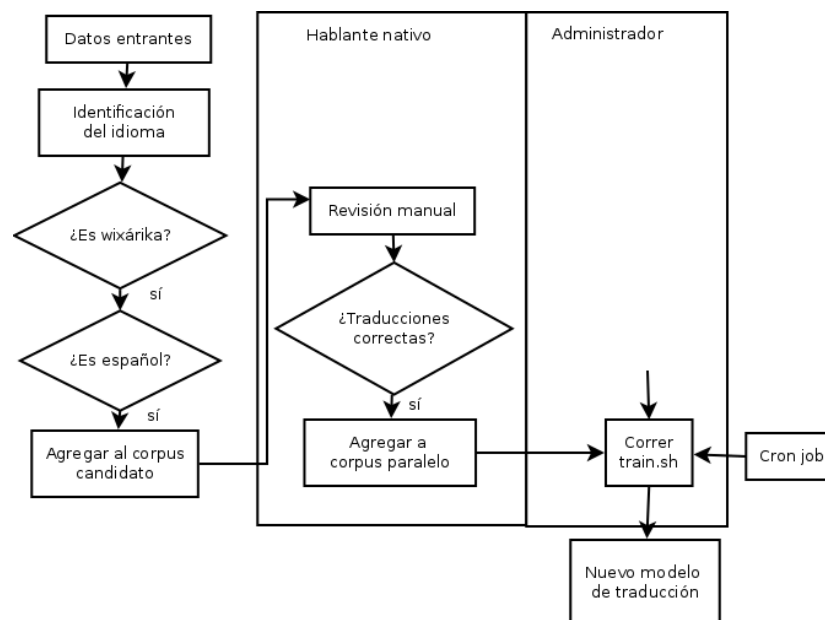 Datos entrantes
Identificación
del idioma
¿Es wixárika?
sí
¿Es español?
sí
Agregar al corpus
candidato
Hablante nativo
Revisión manual
¿Traducciones
correctas?
sí
Agregar a
corpus paralelo
Administrador
Correr
train.sh
Cron job
Nuevo modelo
de traducción